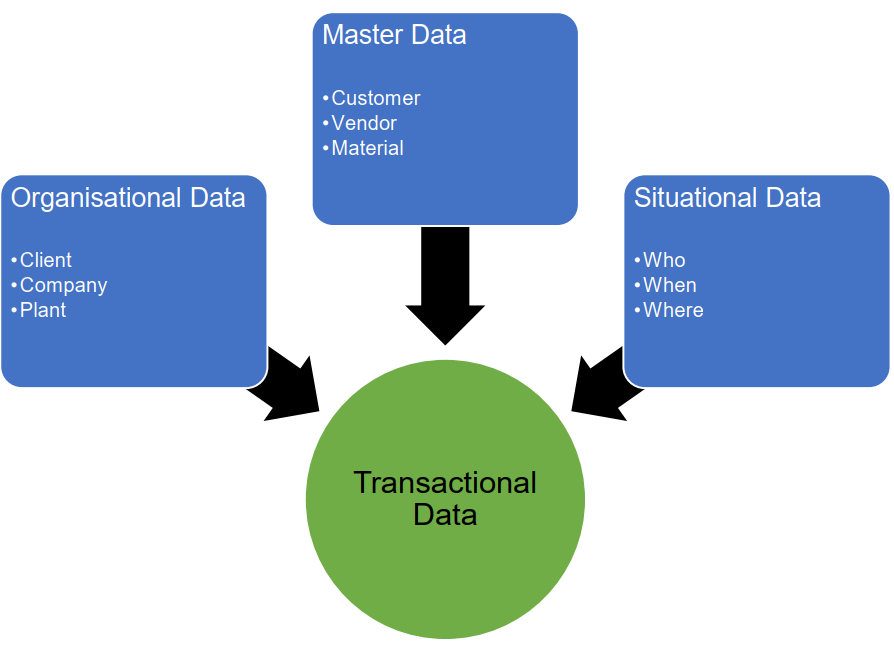 Master Data
•Customer
•Vendor
•Material
Organisational Data
•Client
•Company
•Plant
Situational Data
•Who
•When
•Where
Transactional
Data